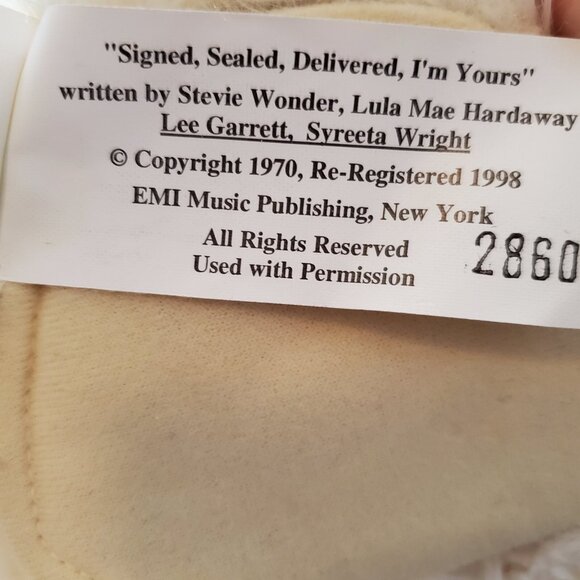 "Signed, Sealed, Delivered, I'm Yours"
written by Stevie Wonder, Lula Mae Hardaway
Lee Garrett, Syreeta Wright
© Copyright 1970, Re-Registered 1998
EMI Music Publishing, New York
All Rights Reserved
Used with Permission
2860